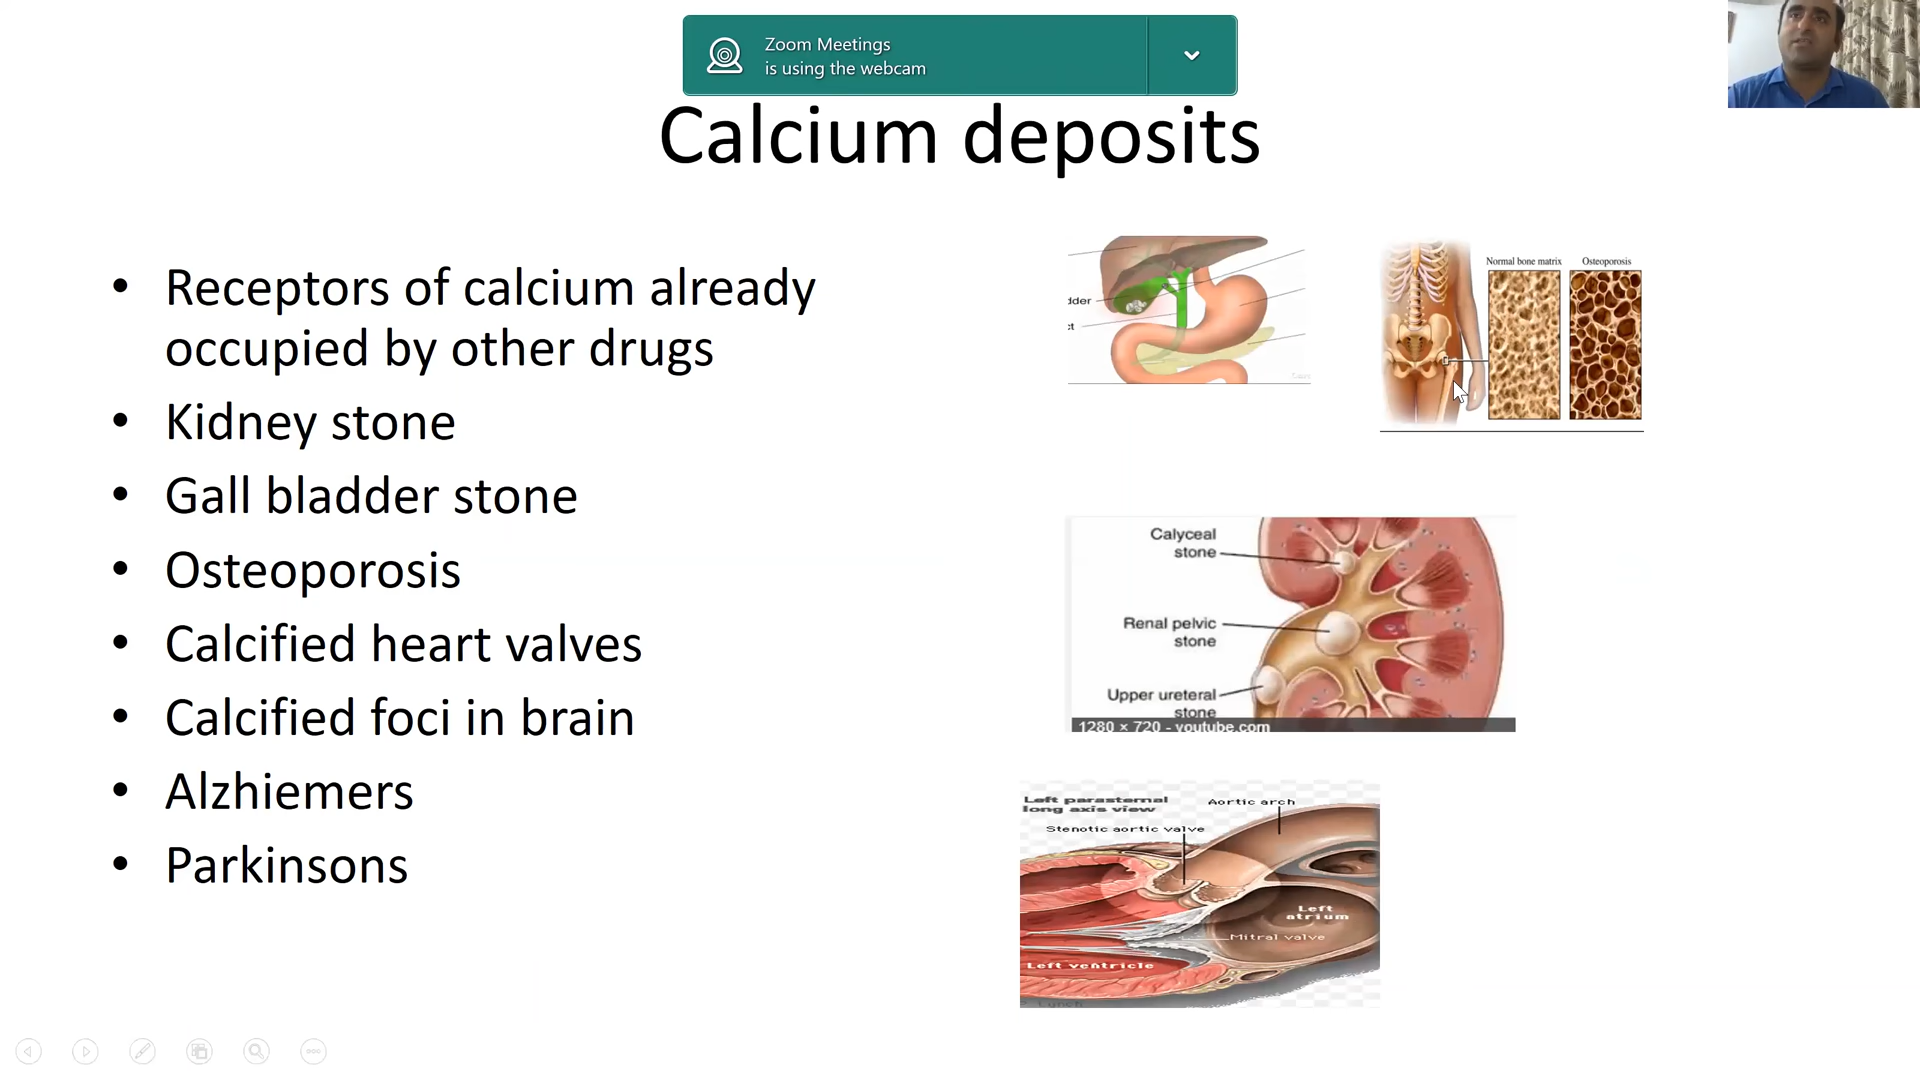 Zoom Meetings
is using the webcam
Calcium deposits
• Receptors of calcium already
occupied by other drugs
• Kidney stone
• Gall bladder stone
• Osteoporosis
• Calcified heart valves
• Calcified foci in brain
• Alzhiemers
• Parkinsons
dder
ct
Normal bone matrix
Osteoporosis
Calyceal
stone
Renal pelvic
stone
Upper ureteral
stone
1280 × 720 - youtube.com
Left parasternal
long axis view
Aortic arch
Stenotic aortic valve
Left
atrium
Mitral valve
Left ventricle
Lynch